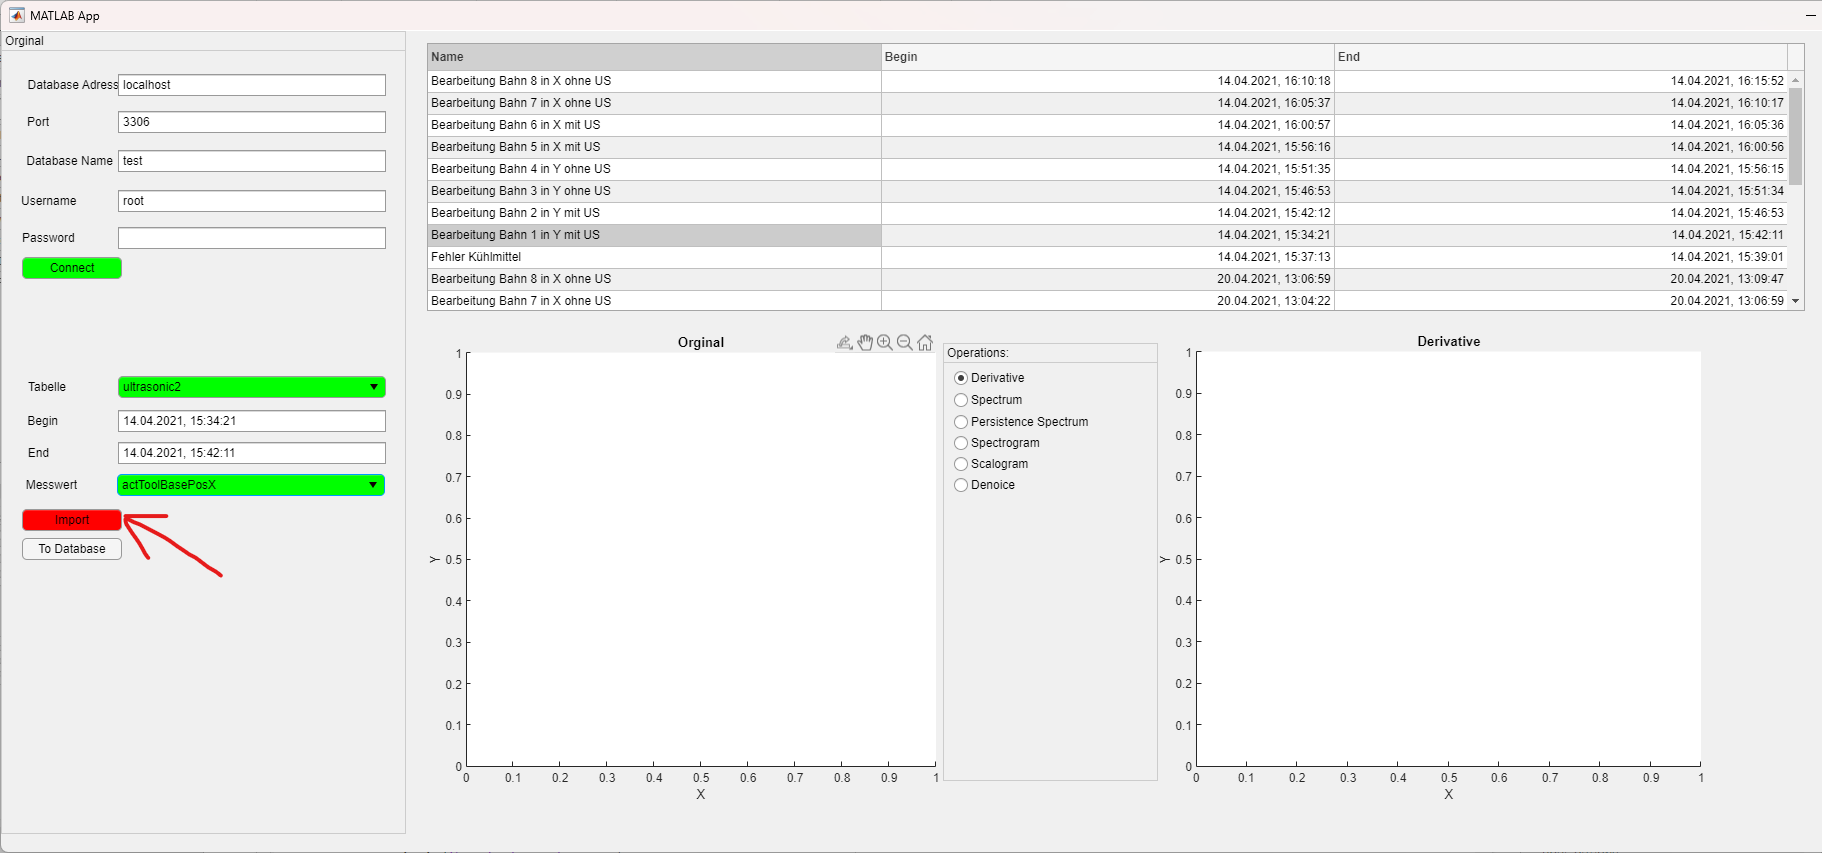 MATLAB App
Orginal
Database Adress localhost
Port 3306
Database Name test
Username root
Password
Connect
Tabelle ultrasonic2
Begin 14.04.2021, 15:34:21
End 14.04.2021, 15:42:11
Messwert actToolBasePosX
Import
To Database
Name Begin End
Bearbeitung Bahn 8 in X ohne US 14.04.2021, 16:10:18 14.04.2021, 16:15:52
Bearbeitung Bahn 7 in X ohne US 14.04.2021, 16:05:37 14.04.2021, 16:10:17
Bearbeitung Bahn 6 in X mit US 14.04.2021, 16:00:57 14.04.2021, 16:05:36
Bearbeitung Bahn 5 in X mit US 14.04.2021, 15:56:16 14.04.2021, 16:00:56
Bearbeitung Bahn 4 in Y ohne US 14.04.2021, 15:51:35 14.04.2021, 15:56:15
Bearbeitung Bahn 3 in Y ohne US 14.04.2021, 15:46:53 14.04.2021, 15:51:34
Bearbeitung Bahn 2 in Y mit US 14.04.2021, 15:42:12 14.04.2021, 15:46:53
Bearbeitung Bahn 1 in Y mit US 14.04.2021, 15:34:21 14.04.2021, 15:42:11
Fehler Kühlmittel 14.04.2021, 15:37:13 14.04.2021, 15:39:01
Bearbeitung Bahn 8 in X ohne US 20.04.2021, 13:06:59 20.04.2021, 13:09:47
Bearbeitung Bahn 7 in X ohne US 20.04.2021, 13:04:22 20.04.2021, 13:06:59
Orginal
1
0.9
0.8
0.7
0.6
0.5
0.4
0.3
0.2
0.1
0
Y
0 0.1 0.2 0.3 0.4 0.5 0.6 0.7 0.8 0.9 1
X
Operations:
Derivative
Spectrum
Persistence Spectrum
Spectrogram
Scalogram
Denoice
Derivative
1
0.9
0.8
0.7
0.6
0.5
0.4
0.3
0.2
0.1
0
Y
0 0.1 0.2 0.3 0.4 0.5 0.6 0.7 0.8 0.9 1
X